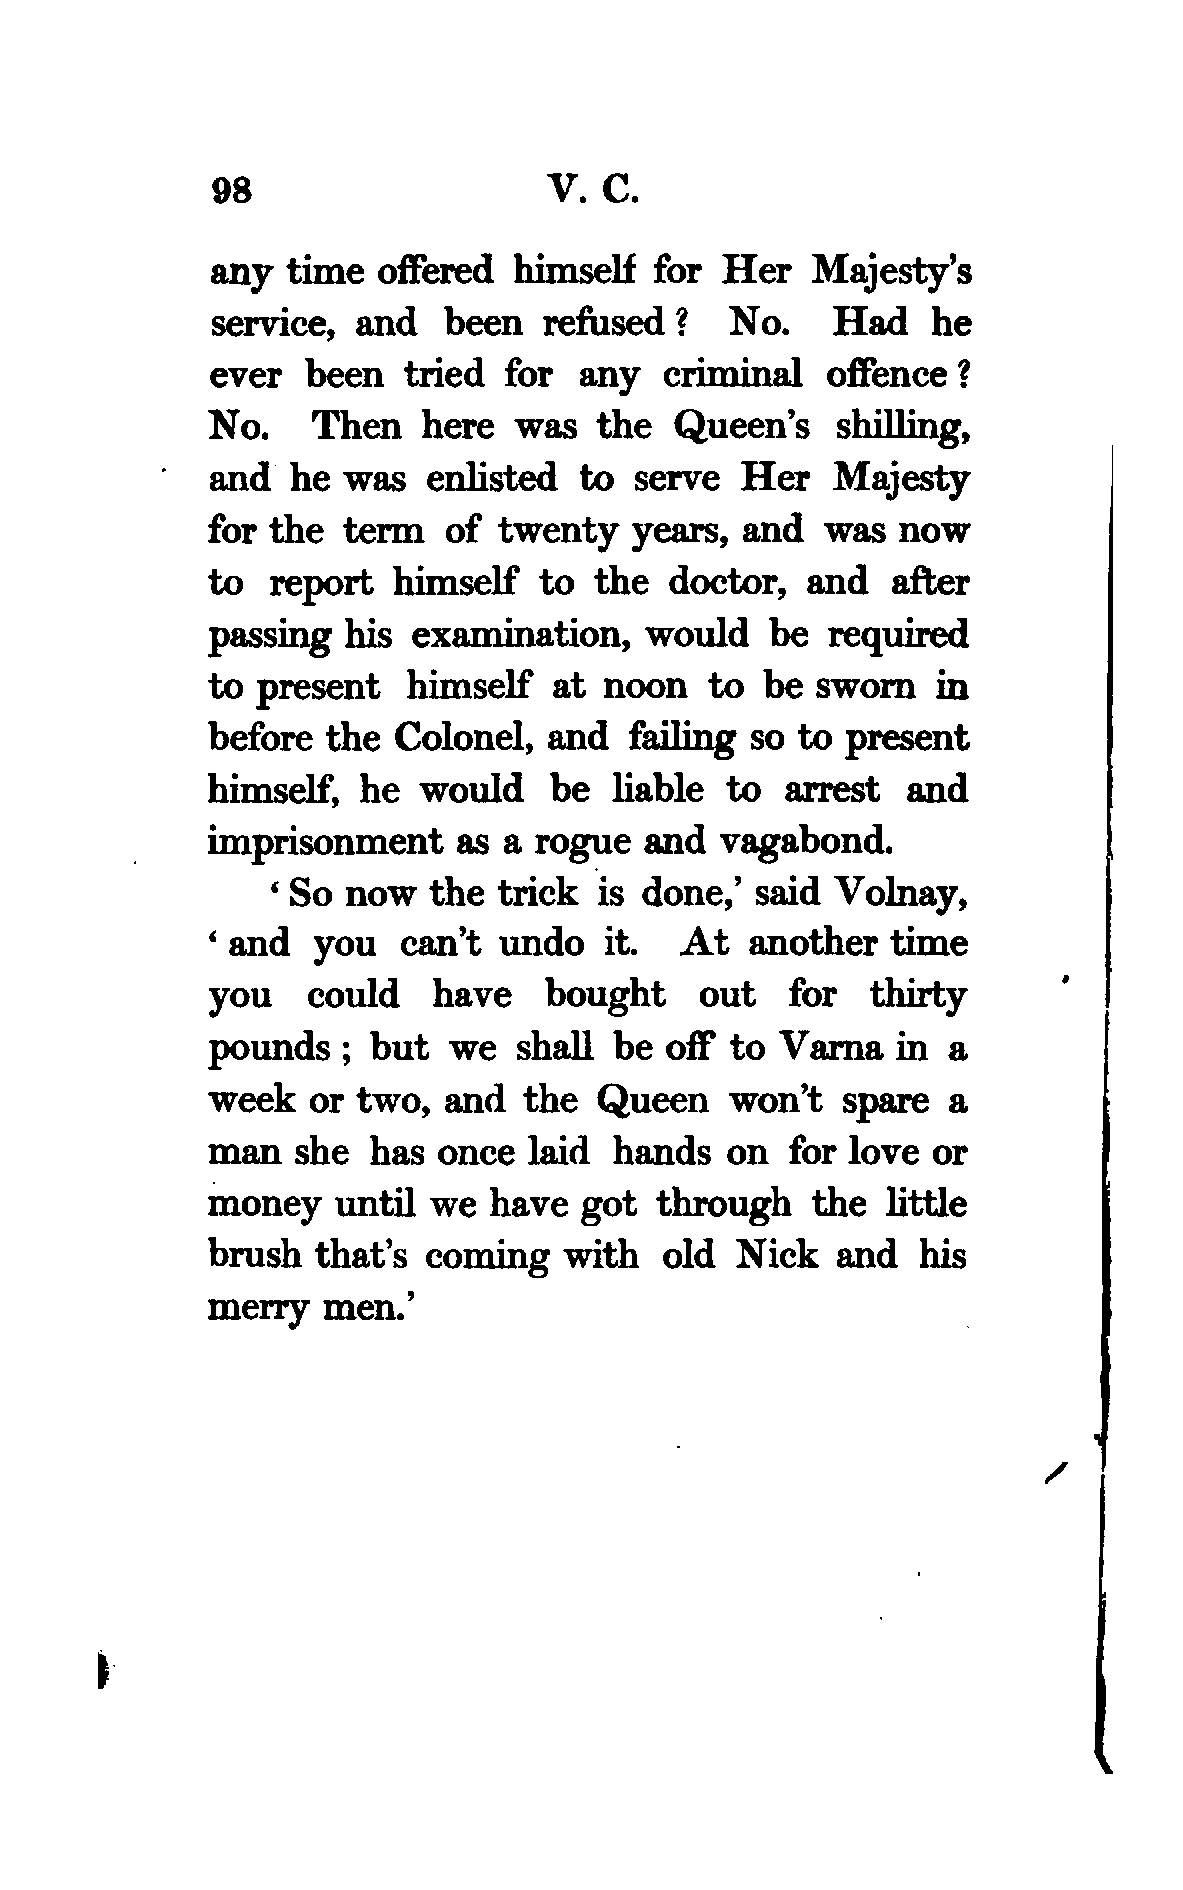 98 V. C.
any time offered himself for Her Majesty's
service, and been refused ? No. Had he
ever been tried for any criminal offence ?
No. Then here was the Queen's shilling,
and he was enlisted to serve Her Majesty
for the term of twenty years, and was now
to report himself to the doctor, and after
passing his examination, would be required
to present himself at noon to be sworn in
before the Colonel, and failing so to present
himself, he would be liable to arrest and
imprisonment as a rogue and vagabond.
‘ So now the trick is done,’ said Volnay,
‘ and you can't undo it. At another time
you could have bought out for thirty
pounds ; but we shall be off to Varna in a
week or two, and the Queen won't spare a
man she has once laid hands on for love or
money until we have got through the little
brush that's coming with old Nick and his
merry men.’